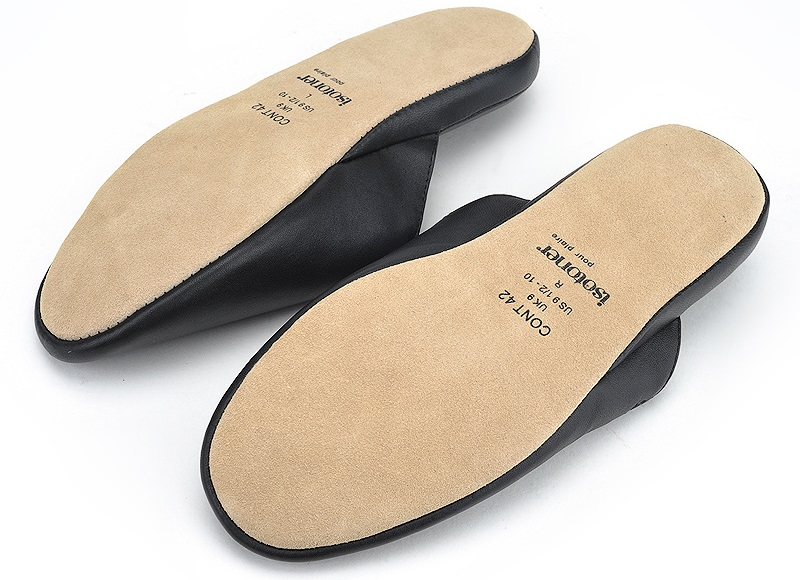 CONT 42
UK 9
US 9 1/2 - 10
L
isotoner
pour plaire
CONT 42
UK 9
US 9 1/2 - 10
R
isotoner
pour plaire